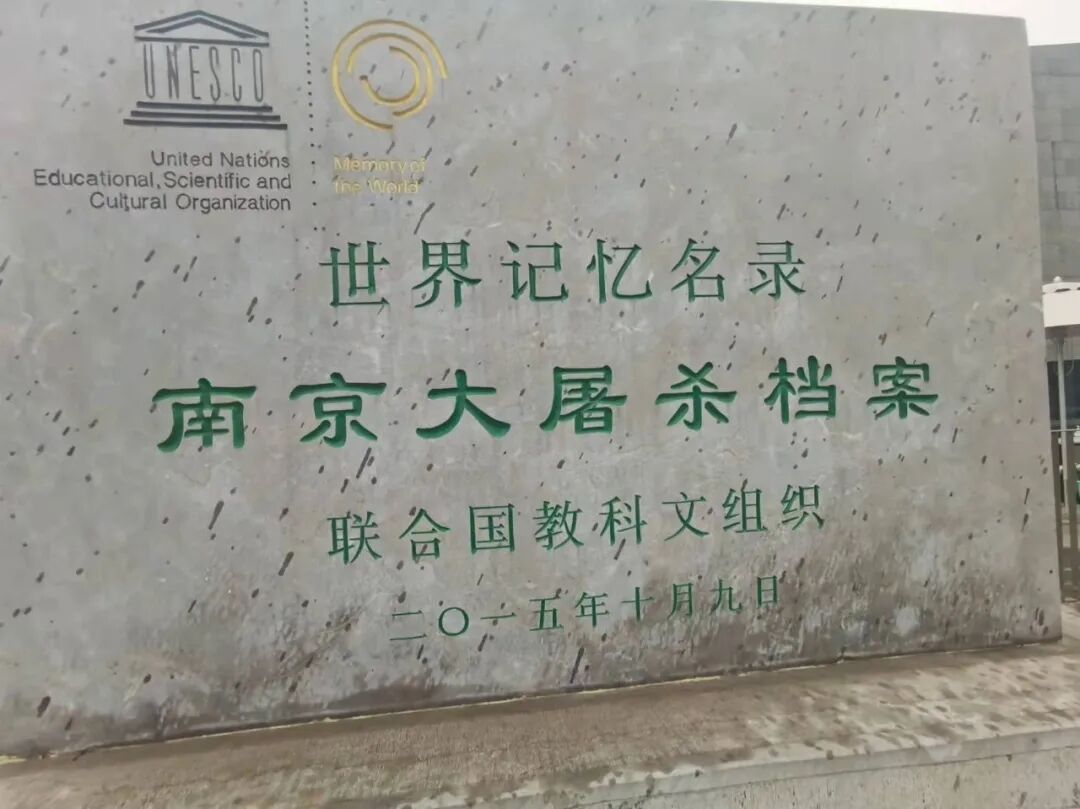 UNESCO
United Nations
Educational, Scientific and
Cultural Organization
Memory of
the World
世界记忆名录
南京大屠杀档案
联合国教科文组织
二〇一五年十月九日